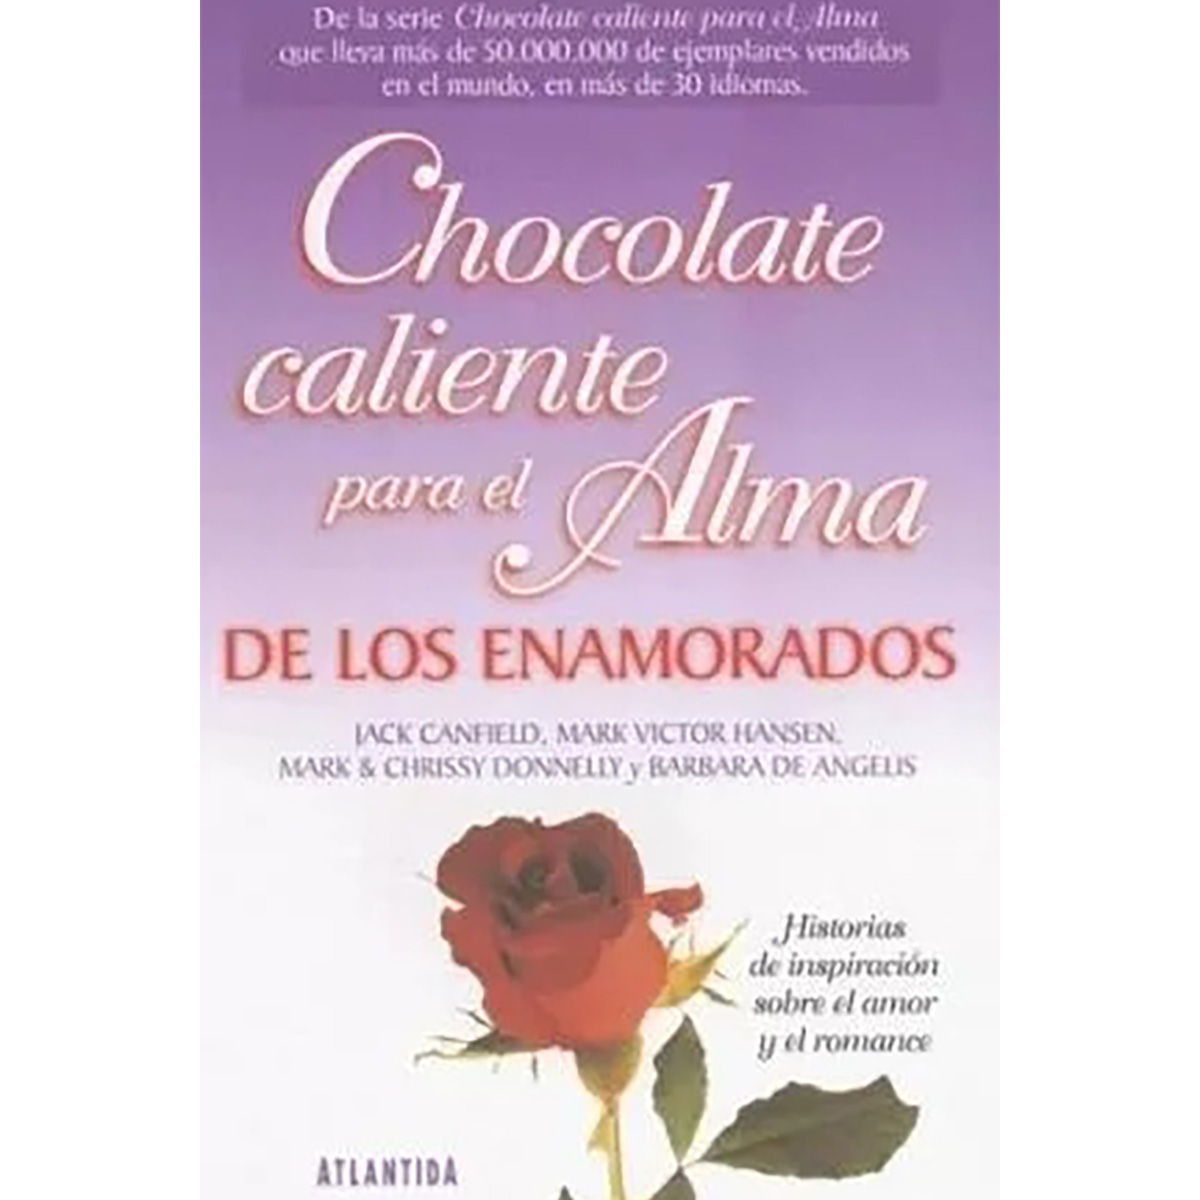 De la serie Chocolate caliente para el Alma
que lleva más de 50.000.000 de ejemplares vendidos
en el mundo, en más de 30 idiomas.
Chocolate
caliente
para el Alma
DE LOS ENAMORADOS
JACK CANFIELD, MARK VICTOR HANSEN,
MARK & CHRISSY DONNELLY y BARBARA DE ANGELIS
Historias
de inspiración
sobre el amor
y el romance
ATLANTIDA